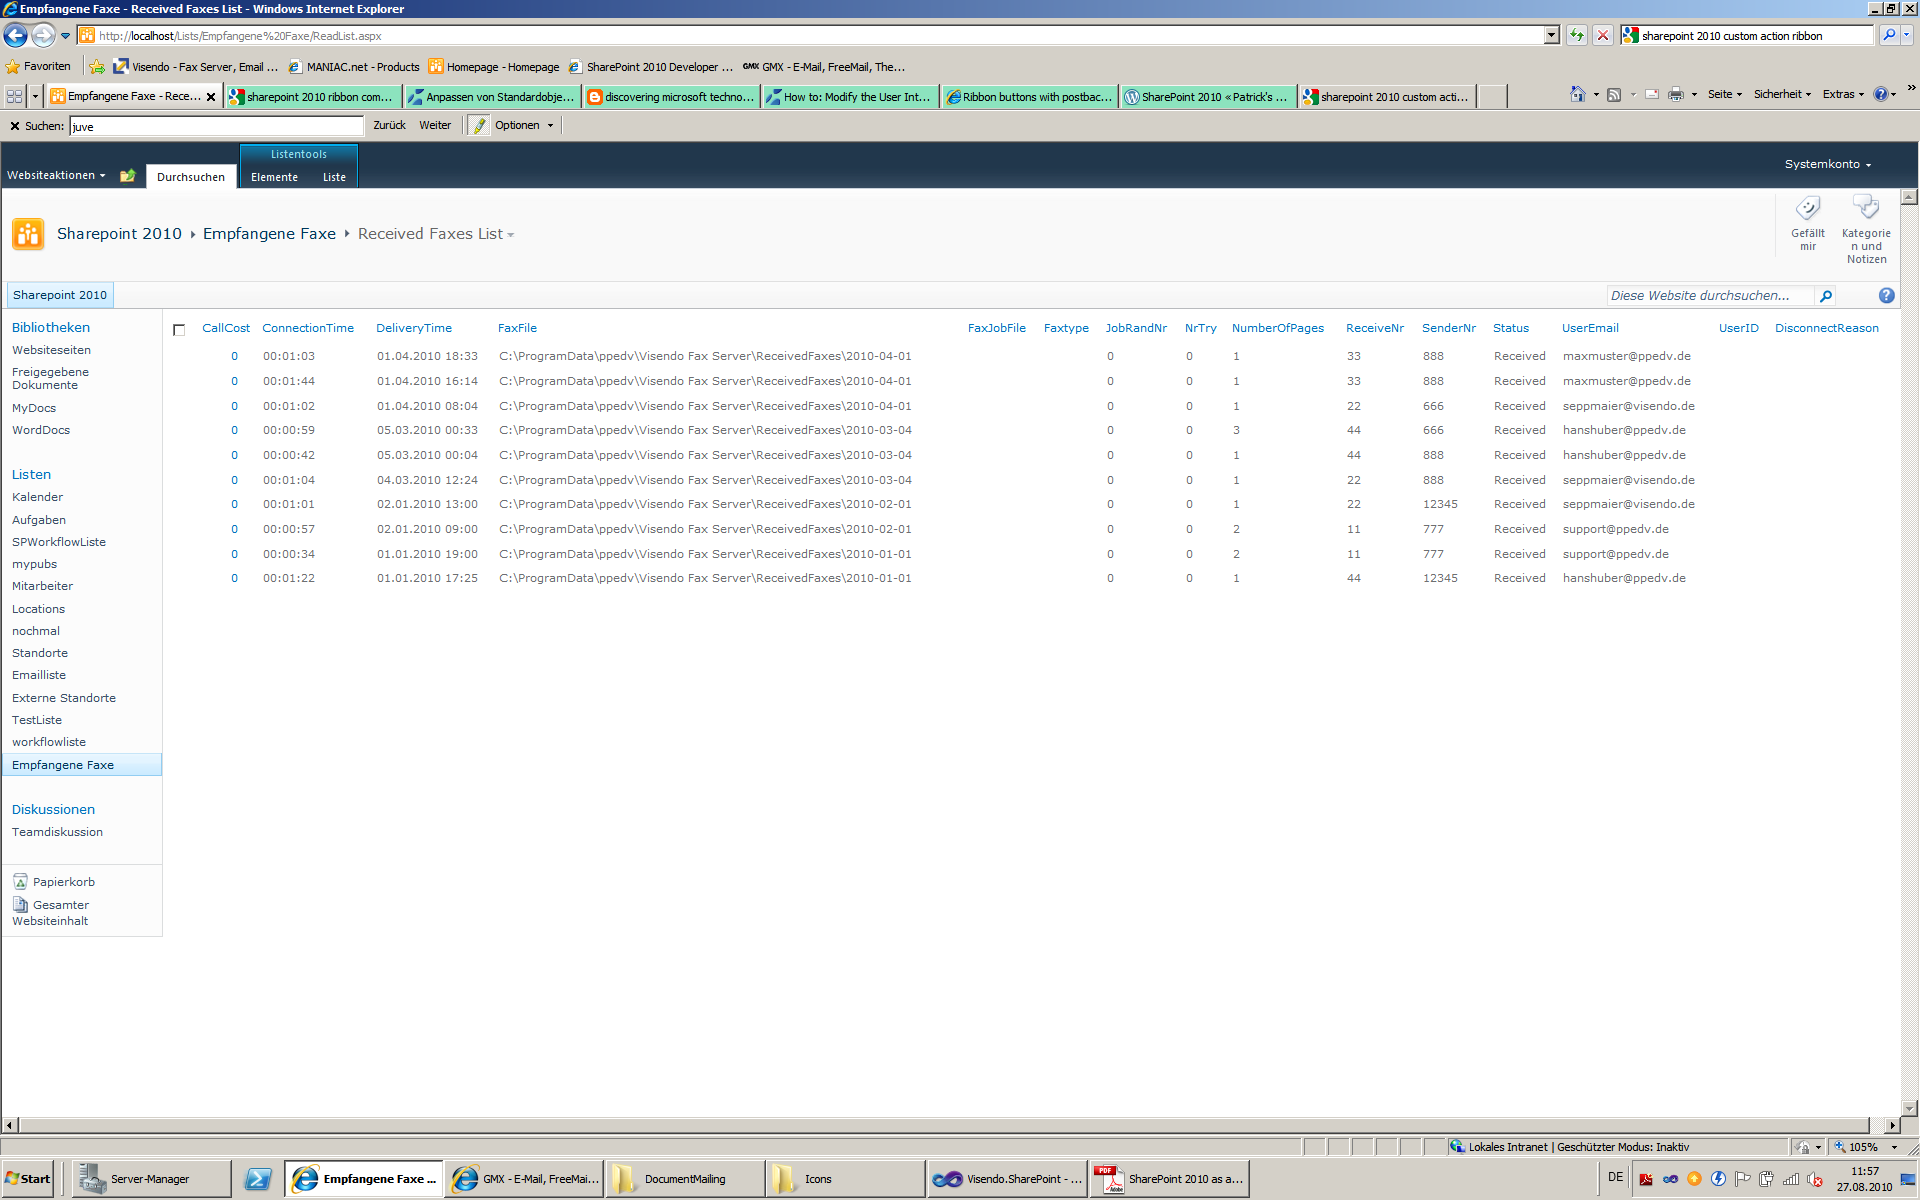 Empfangene Faxe - Received Faxes List - Windows Internet Explorer
http://localhost/Lists/Empfangene%20Faxe/ReadList.aspx
sharepoint 2010 custom action ribbon
Favoriten Visendo - Fax Server, Email ... MANIAC.net - Products Homepage - Homepage SharePoint 2010 Developer ... GMX GMX - E-Mail, FreeMail, The...
Empfangene Faxe - Rece... sharepoint 2010 ribbon com... Anpassen von Standardobje... discovering microsoft techno... How to: Modify the User Int... Ribbon buttons with postbac... SharePoint 2010 « Patrick's ... sharepoint 2010 custom acti... Seite Sicherheit Extras
Suchen: juve Zurück Weiter Optionen
Listentools
Websiteaktionen Durchsuchen Elemente Liste Systemkonto
Sharepoint 2010 Empfangene Faxe Received Faxes List
Gefällt mir
Kategorien und Notizen
Sharepoint 2010 Diese Website durchsuchen...
Bibliotheken
Websiteseiten
Freigegebene
Dokumente
MyDocs
WordDocs
Listen
Kalender
Aufgaben
SPWorkflowListe
mypubs
Mitarbeiter
Locations
nochmal
Standorte
Emailliste
Externe Standorte
TestListe
workflowliste
Empfangene Faxe
Diskussionen
Teamdiskussion
Papierkorb
Gesamter
Websiteinhalt
CallCost ConnectionTime DeliveryTime FaxFile FaxJobFile Faxtype JobRandNr NrTry NumberOfPages ReceiveNr SenderNr Status UserEmail UserID DisconnectReason
0 00:01:03 01.04.2010 18:33 C:\ProgramData\ppedv\Visendo Fax Server\ReceivedFaxes\2010-04-01 0 0 1 33 888 Received maxmuster@ppedv.de
0 00:01:44 01.04.2010 16:14 C:\ProgramData\ppedv\Visendo Fax Server\ReceivedFaxes\2010-04-01 0 0 1 33 888 Received maxmuster@ppedv.de
0 00:01:02 01.04.2010 08:04 C:\ProgramData\ppedv\Visendo Fax Server\ReceivedFaxes\2010-04-01 0 0 1 22 666 Received seppmaier@visendo.de
0 00:00:59 05.03.2010 00:33 C:\ProgramData\ppedv\Visendo Fax Server\ReceivedFaxes\2010-03-04 0 0 3 44 666 Received hanshuber@ppedv.de
0 00:00:42 05.03.2010 00:04 C:\ProgramData\ppedv\Visendo Fax Server\ReceivedFaxes\2010-03-04 0 0 1 44 888 Received hanshuber@ppedv.de
0 00:01:04 04.03.2010 12:24 C:\ProgramData\ppedv\Visendo Fax Server\ReceivedFaxes\2010-03-04 0 0 1 22 888 Received seppmaier@visendo.de
0 00:01:01 02.01.2010 13:00 C:\ProgramData\ppedv\Visendo Fax Server\ReceivedFaxes\2010-02-01 0 0 1 22 12345 Received seppmaier@visendo.de
0 00:00:57 02.01.2010 09:00 C:\ProgramData\ppedv\Visendo Fax Server\ReceivedFaxes\2010-02-01 0 0 2 11 777 Received support@ppedv.de
0 00:00:34 01.01.2010 19:00 C:\ProgramData\ppedv\Visendo Fax Server\ReceivedFaxes\2010-01-01 0 0 2 11 777 Received support@ppedv.de
0 00:01:22 01.01.2010 17:25 C:\ProgramData\ppedv\Visendo Fax Server\ReceivedFaxes\2010-01-01 0 0 1 44 12345 Received hanshuber@ppedv.de
Lokales Intranet | Geschützter Modus: Inaktiv 105%
Start Server-Manager Empfangene Faxe ... GMX - E-Mail, FreeMai... DocumentMailing Icons Visendo.SharePoint - ... PDF Adobe SharePoint 2010 as a... DE 11:57
27.08.2010